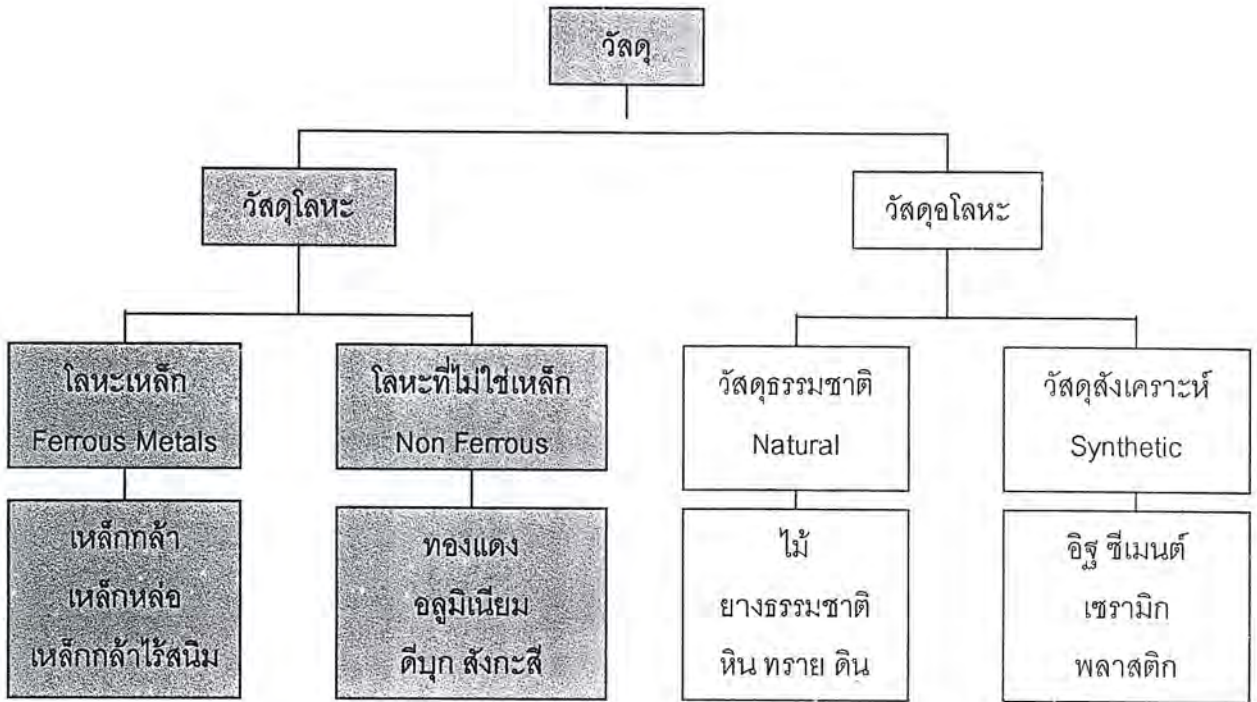 วัสดุ
วัสดุโลหะ
วัสดุอโลหะ
โลหะเหล็ก
Ferrous Metals
โลหะที่ไม่ใช่เหล็ก
Non Ferrous
วัสดุธรรมชาติ
Natural
วัสดุสังเคราะห์
Synthetic
เหล็กกล้า
เหล็กหล่อ
เหล็กกล้าไร้สนิม
ทองแดง
อลูมิเนียม
ดีบุก สังกะสี
ไม้
ยางธรรมชาติ
หิน ทราย ดิน
อิฐ ซีเมนต์
เซรามิก
พลาสติก